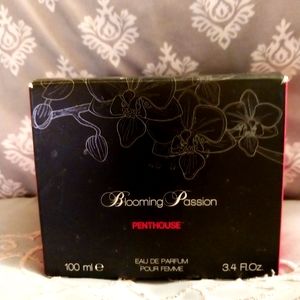 Blooming Passion
PENTHOUSE
EAU DE PARFUM
POUR FEMME
100 ml e 3.4 Fl.Oz.